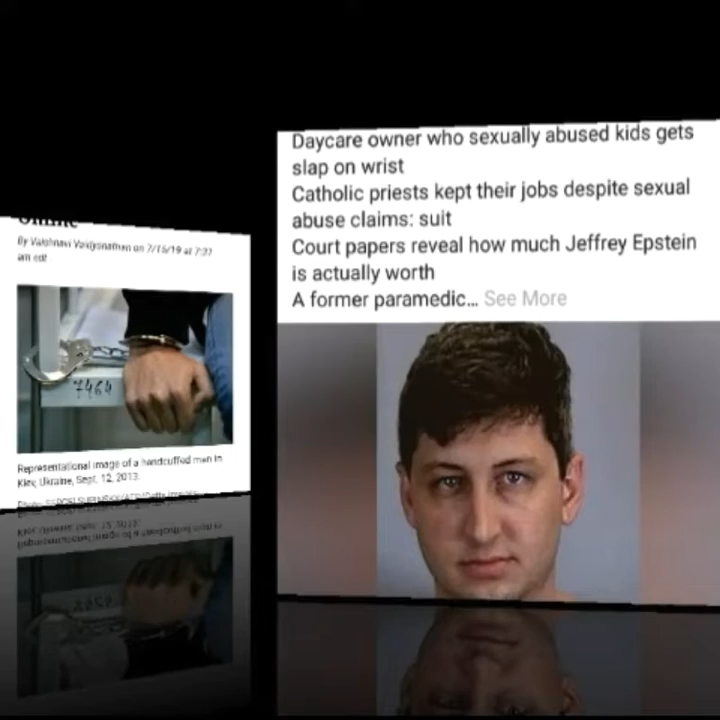 By Vaishnavi Vaidyanathan on 7/15/19 at 7:27
am edt
7464
Representational image of a handcuffed man in
Kiev, Ukraine, Sept. 12, 2013.
Daycare owner who sexually abused kids gets
slap on wrist
Catholic priests kept their jobs despite sexual
abuse claims: suit
Court papers reveal how much Jeffrey Epstein
is actually worth
A former paramedic... See More